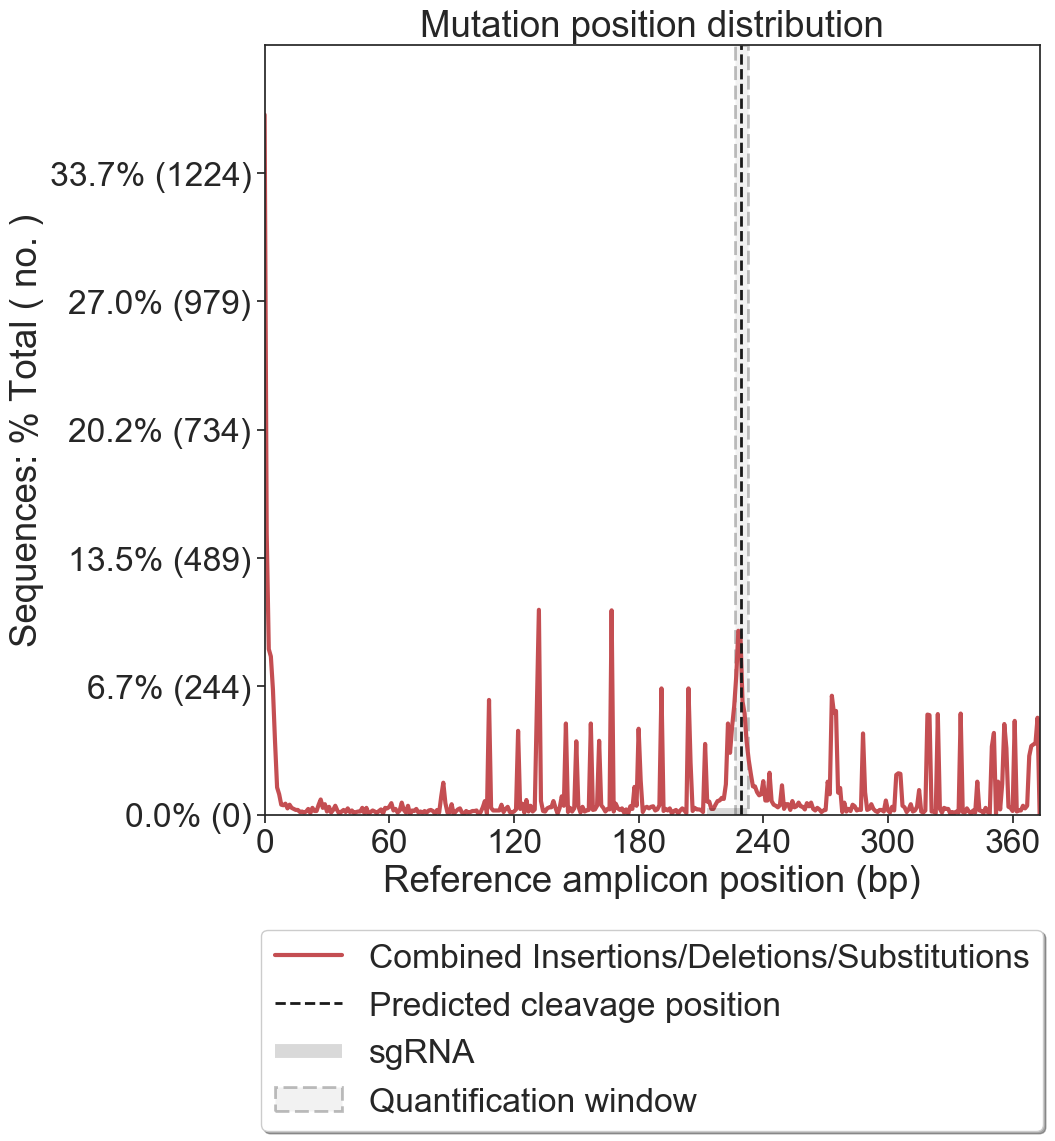 Mutation position distribution
Sequences: % Total ( no. )
33.7% (1224)
27.0% (979)
20.2% (734)
13.5% (489)
6.7% (244)
0.0% (0)
0 60 120 180 240 300 360
Reference amplicon position (bp)
Combined Insertions/Deletions/Substitutions
Predicted cleavage position
sgRNA
Quantification window